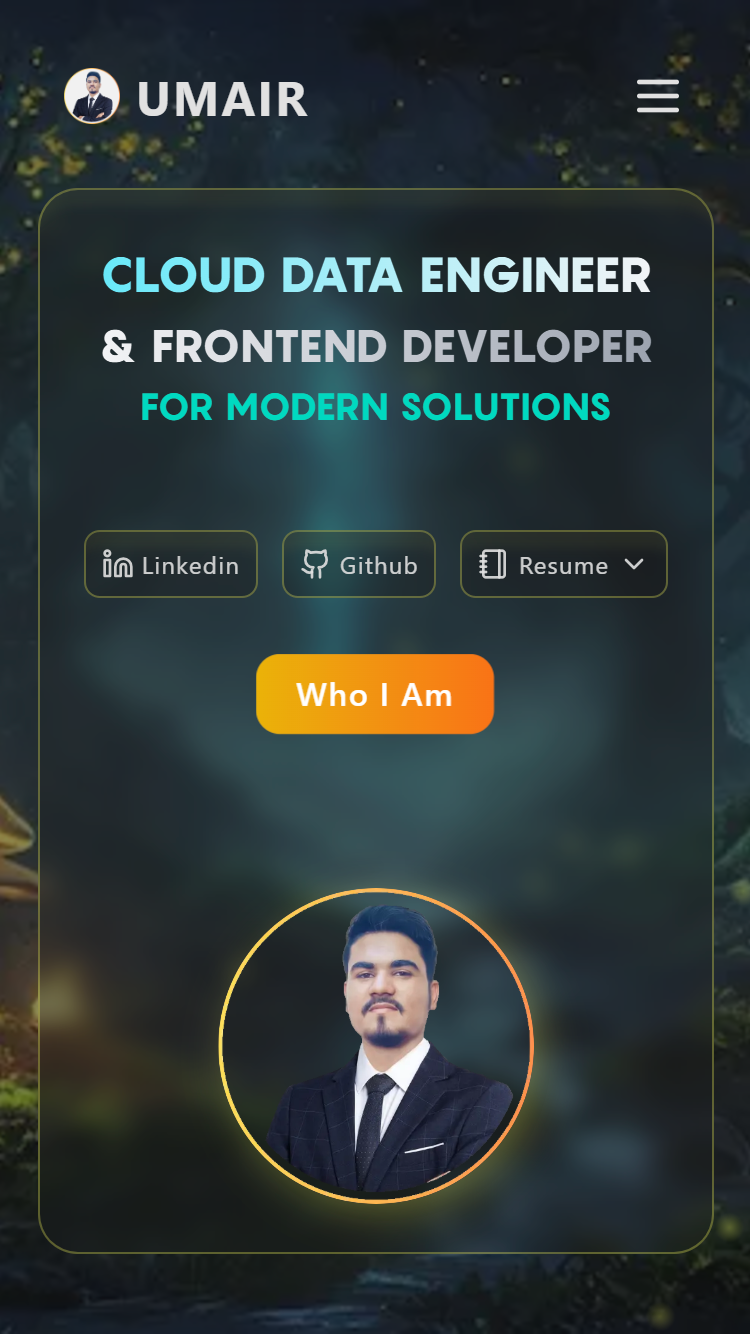 UMAIR
CLOUD DATA ENGINEER
& FRONTEND DEVELOPER
FOR MODERN SOLUTIONS
Linkedin Github Resume
Who I Am